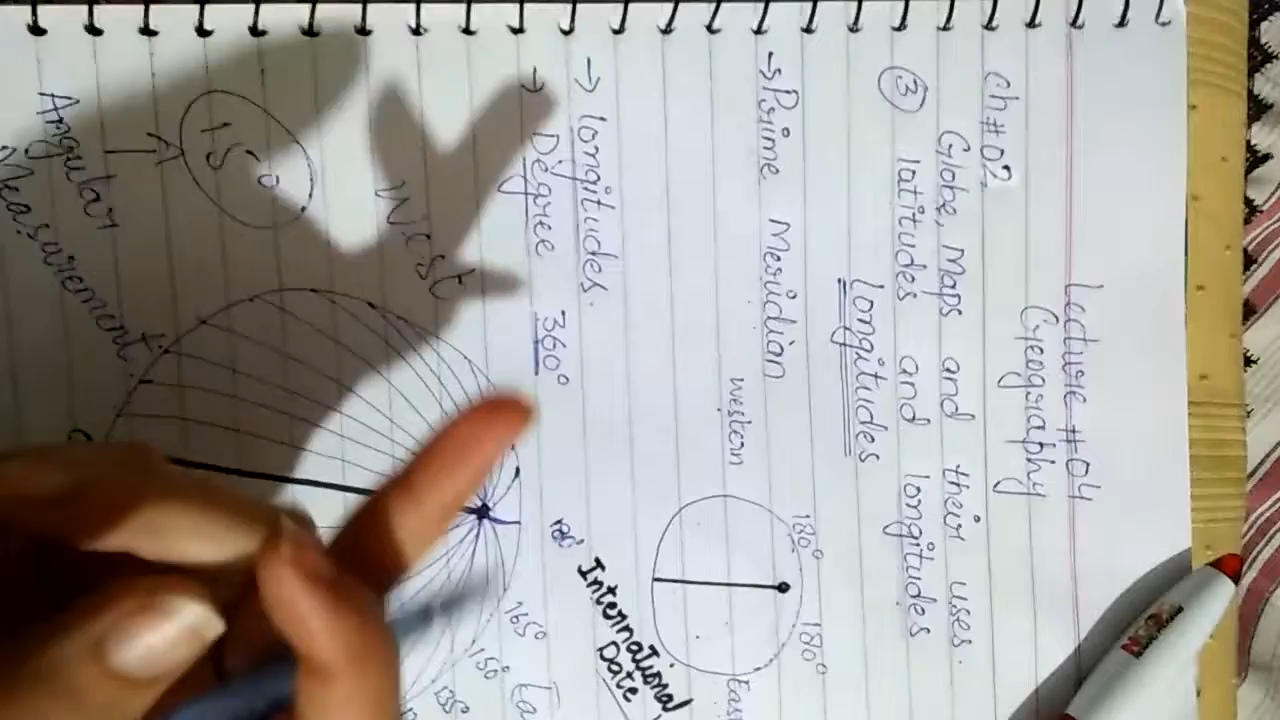 Lecture # 04
Geography
Ch # 02
Globe, Maps and their uses.
③ latitudes and longitudes
longitudes
→ Prime Meridian
western
180° 180°
→ longitudes.
→ Degree 360°
180° International
Date
West
165°
150°
135°
15°
Angular
Measurement